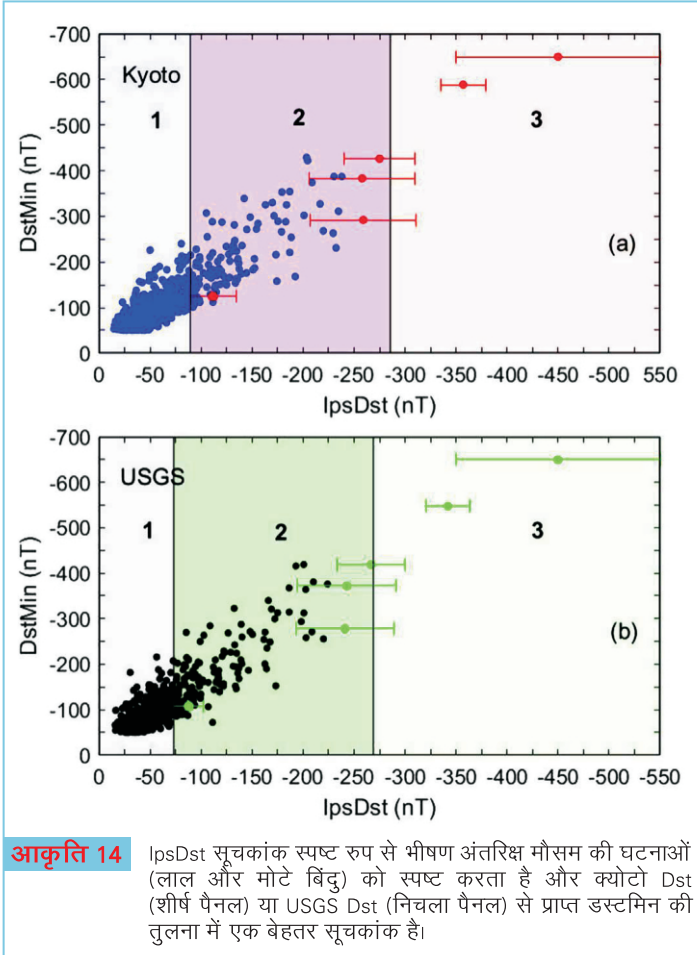 -700
-600
-500
-400
-300
-200
-100
0
DstMin (nT)
Kyoto
1
2
3
(a)
0 -50 -100 -150 -200 -250 -300 -350 -400 -450 -500 550
IpsDst (nT)
-700
-600
-500
-400
-300
-200
-100
0
DstMin (nT)
USGS
1
2
3
(b)
0 -50 -100 -150 -200 -250 -300 -350 -400 -450 -500 -550
IpsDst (nT)
आकृति 14
IpsDst सूचकांक स्पष्ट रुप से भीषण अंतरिक्ष मौसम की घटनाओं
(लाल और मोटे बिंदु) को स्पष्ट करता है और क्योटो Dst
(शीर्ष पैनल) या USGS Dst (निचला पैनल) से प्राप्त डस्टमिन की
तुलना में एक बेहतर सूचकांक है।